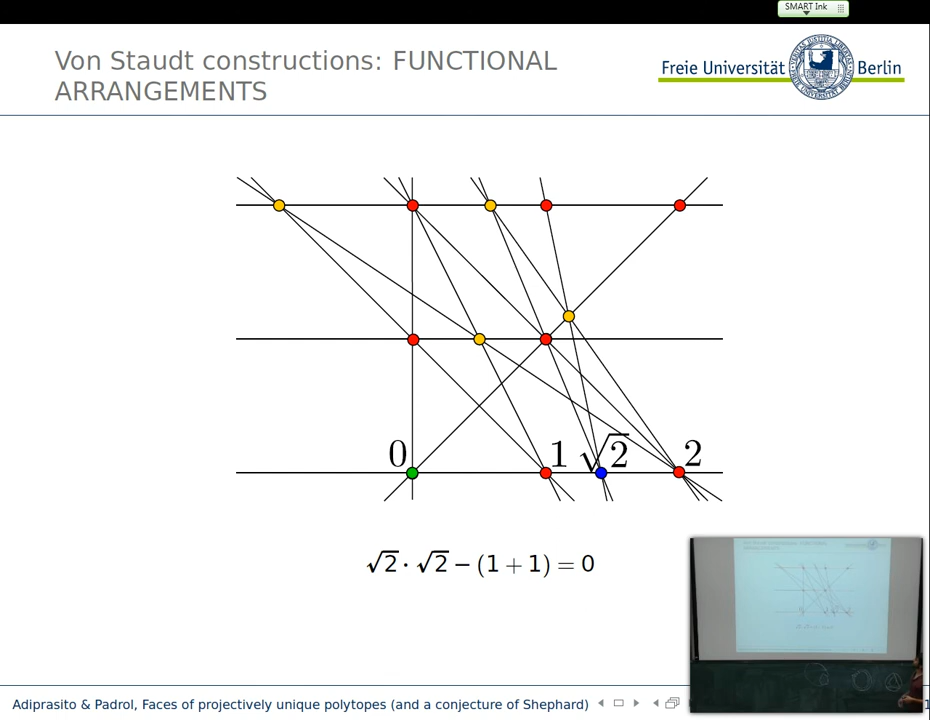 SMART Ink
Von Staudt constructions: FUNCTIONAL
ARRANGEMENTS
Freie Universität Berlin
0 1 √2 2
√2 · √2 − (1 + 1) = 0
Adiprasito & Padrol, Faces of projectively unique polytopes (and a conjecture of Shephard)